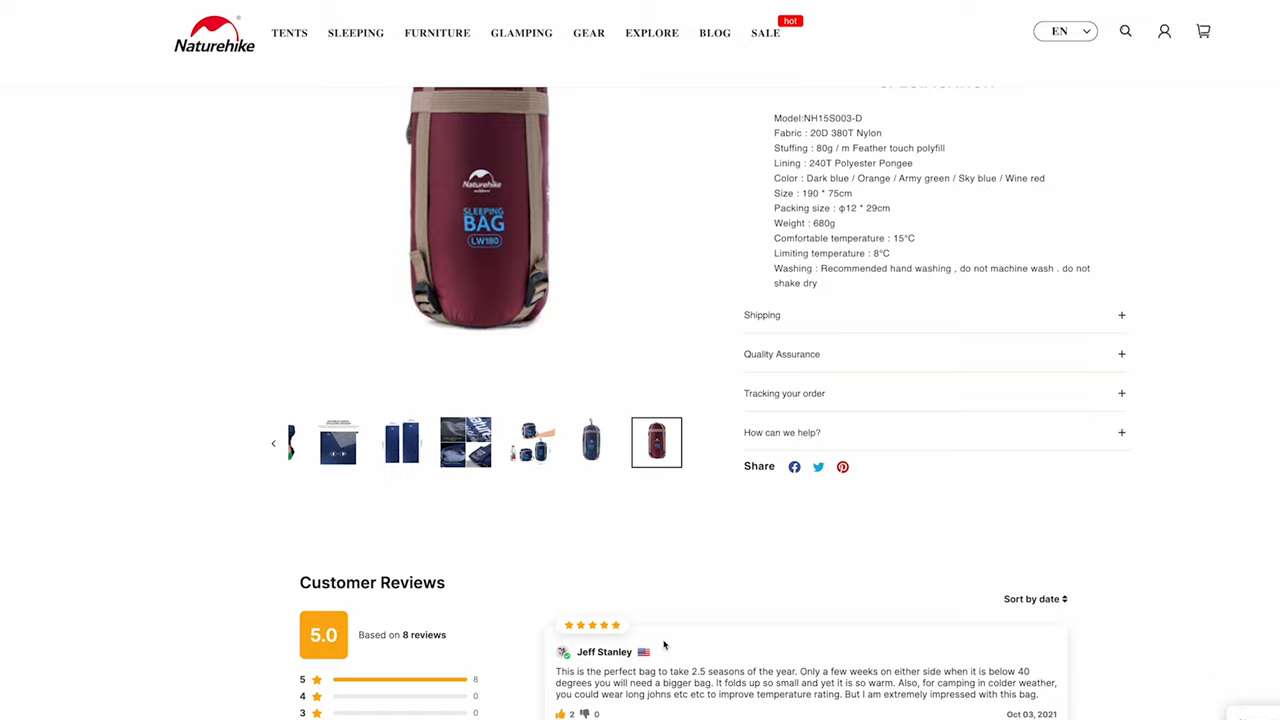 Naturehike
TENTS
SLEEPING
FURNITURE
GLAMPING
GEAR
EXPLORE
BLOG
SALE
hot
EN
Naturehike
SLEEPING
BAG
LW180
Model:NH15S003-D
Fabric : 20D 380T Nylon
Stuffing : 80g / m Feather touch polyfill
Lining : 240T Polyester Pongee
Color : Dark blue / Orange / Army green / Sky blue / Wine red
Size : 190 * 75cm
Packing size : φ12 * 29cm
Weight : 680g
Comfortable temperature : 15°C
Limiting temperature : 8°C
Washing : Recommended hand washing , do not machine wash . do not
shake dry
Shipping
Quality Assurance
Tracking your order
How can we help?
Share
Customer Reviews
Sort by date
5.0
Based on 8 reviews
5 8
4 0
3 0
Jeff Stanley
This is the perfect bag to take 2.5 seasons of the year. Only a few weeks on either side when it is below 40
degrees you will need a bigger bag. It folds up so small and yet it is so warm. Also, for camping in colder weather,
you could wear long johns etc etc to improve temperature rating. But I am extremely impressed with this bag.
2 0
Oct 03, 2021